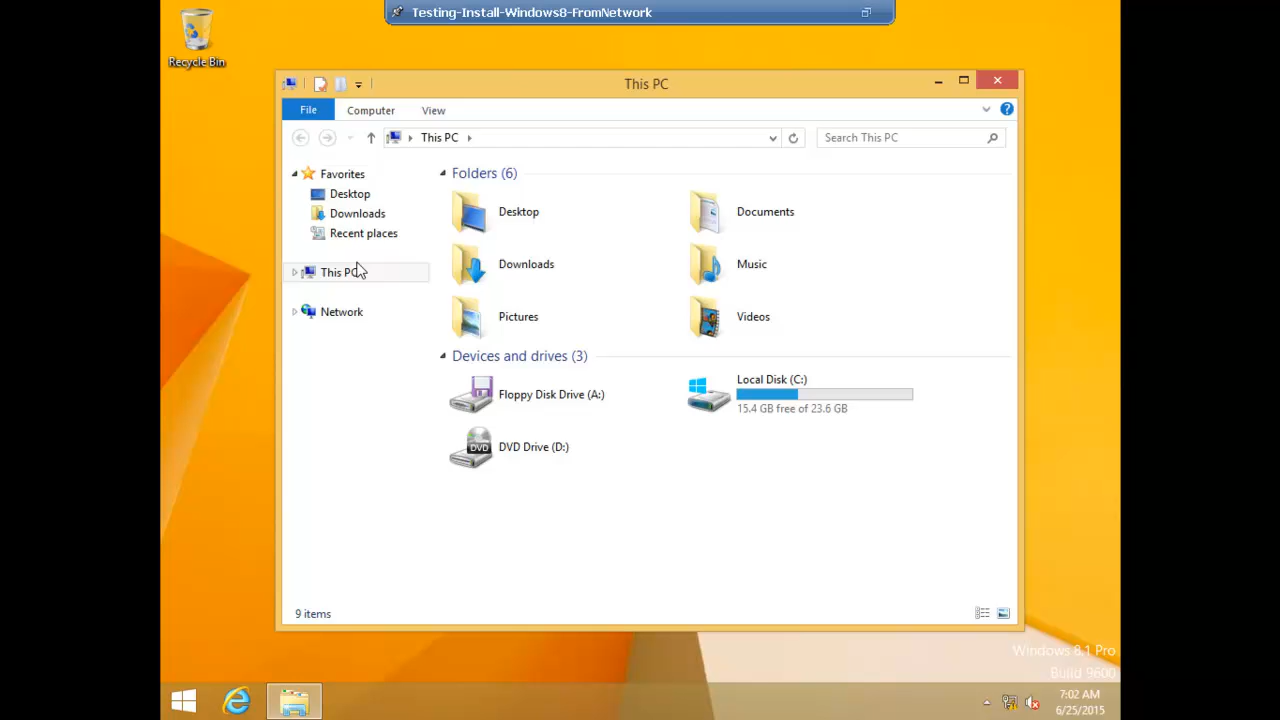 Testing-Install-Windows8-FromNetwork
Recycle Bin
This PC
File
Computer
View
This PC
Search This PC
Favorites
Desktop
Downloads
Recent places
This PC
Network
Folders (6)
Desktop
Documents
Downloads
Music
Pictures
Videos
Devices and drives (3)
Floppy Disk Drive (A:)
Local Disk (C:)
15.4 GB free of 23.6 GB
DVD
DVD Drive (D:)
9 items
Windows 8.1 Pro
Build 9600
7:02 AM
6/25/2015